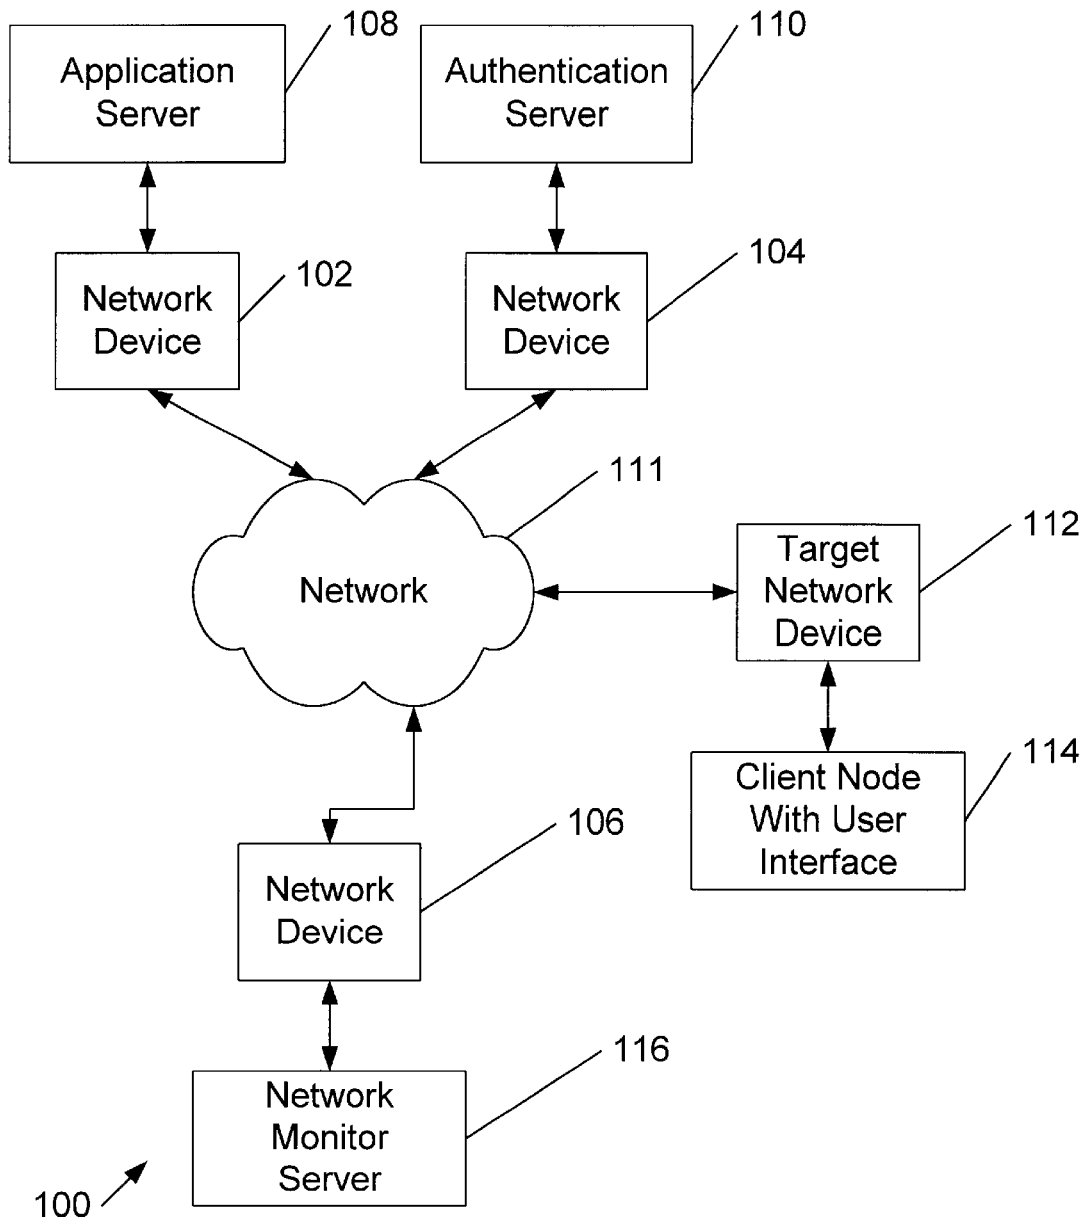 108
Application
Server
110
Authentication
Server
102
Network
Device
104
Network
Device
111
Network
112
Target
Network
Device
114
Client Node
With User
Interface
106
Network
Device
116
Network
Monitor
Server
100